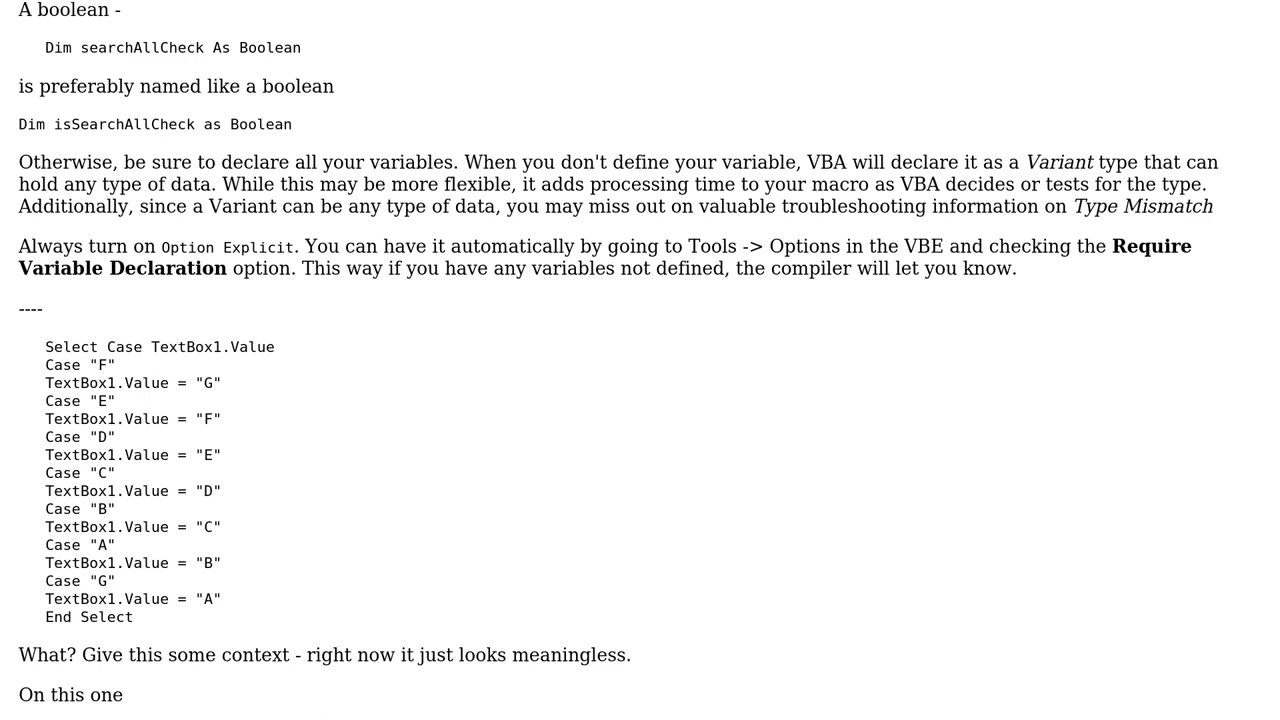 A boolean -
Dim searchAllCheck As Boolean
is preferably named like a boolean
Dim isSearchAllCheck as Boolean
Otherwise, be sure to declare all your variables. When you don't define your variable, VBA will declare it as a Variant type that can
hold any type of data. While this may be more flexible, it adds processing time to your macro as VBA decides or tests for the type.
Additionally, since a Variant can be any type of data, you may miss out on valuable troubleshooting information on Type Mismatch
Always turn on Option Explicit. You can have it automatically by going to Tools -> Options in the VBE and checking the Require
Variable Declaration option. This way if you have any variables not defined, the compiler will let you know.
----
Select Case TextBox1.Value
Case "F"
TextBox1.Value = "G"
Case "E"
TextBox1.Value = "F"
Case "D"
TextBox1.Value = "E"
Case "C"
TextBox1.Value = "D"
Case "B"
TextBox1.Value = "C"
Case "A"
TextBox1.Value = "B"
Case "G"
TextBox1.Value = "A"
End Select
What? Give this some context - right now it just looks meaningless.
On this one